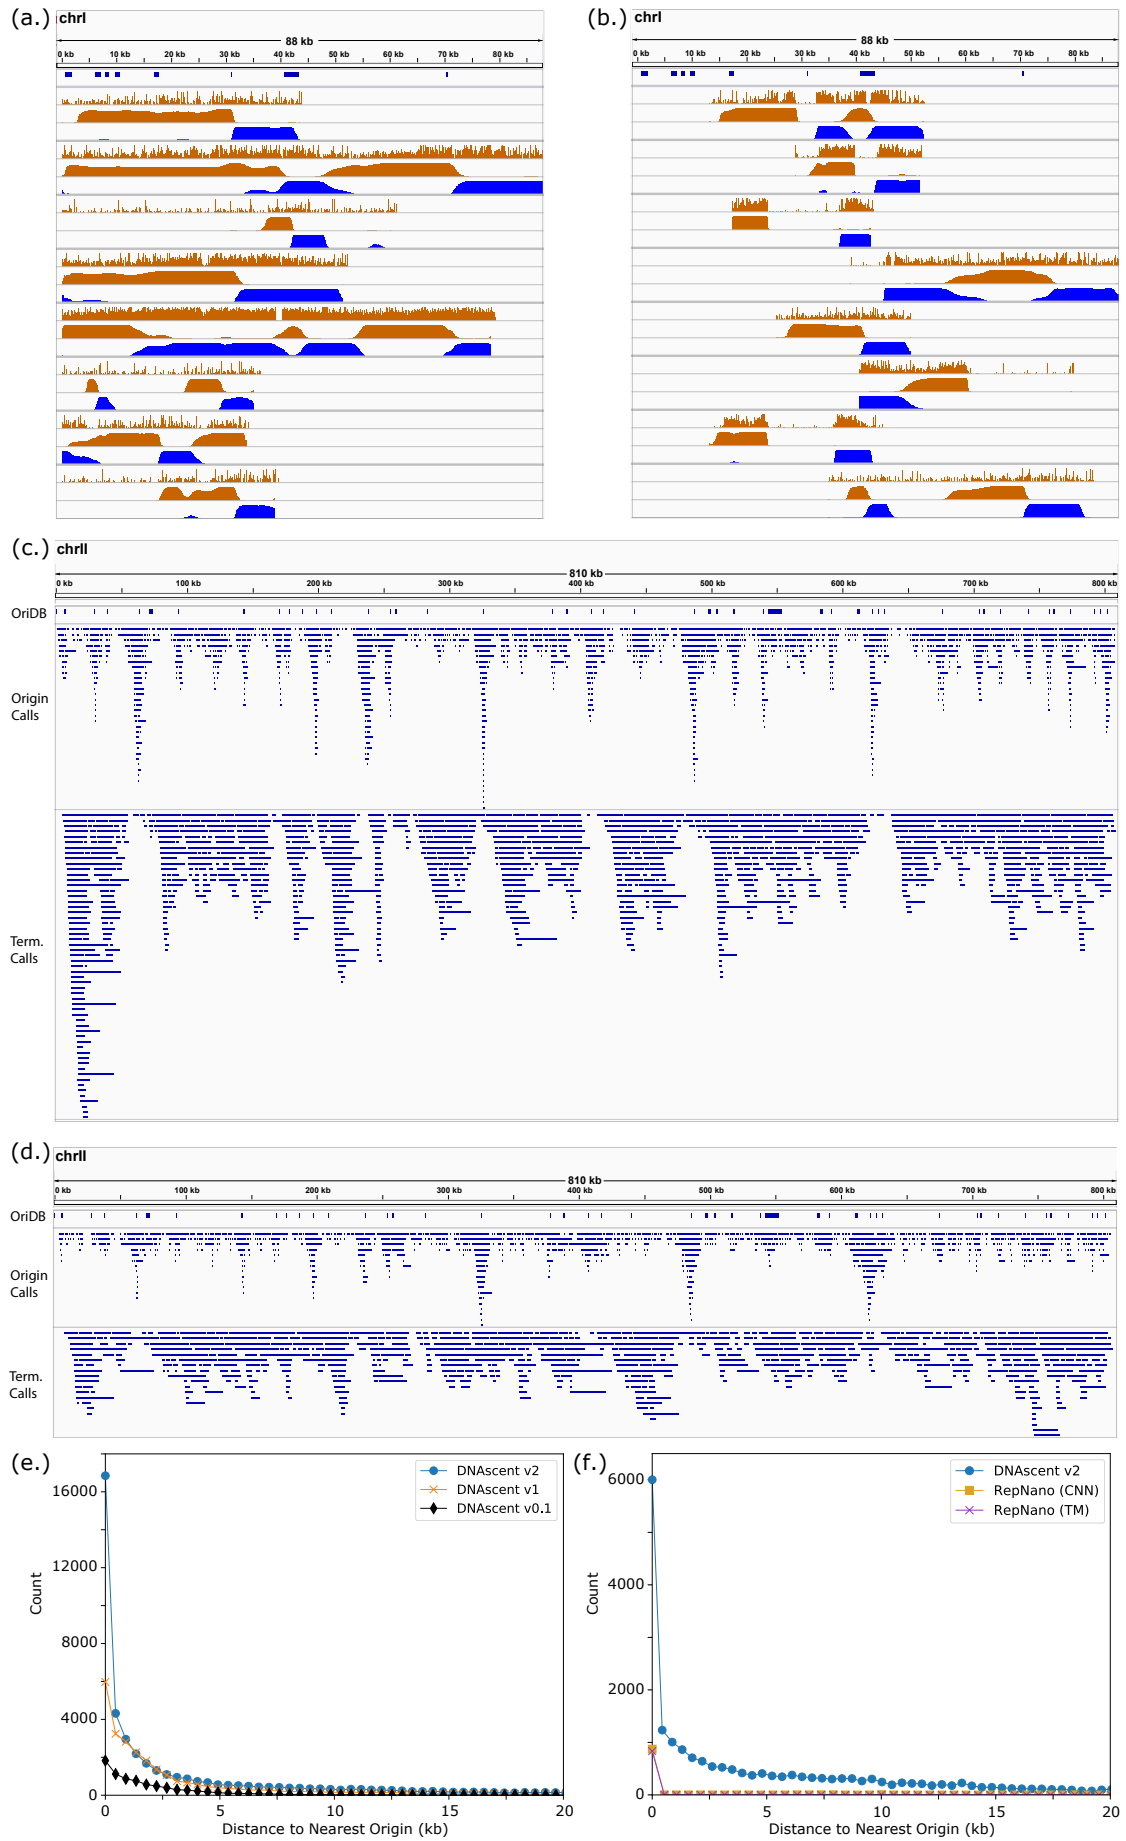 (a.)
chrI
88 kb
0 kb 10 kb 20 kb 30 kb 40 kb 50 kb 60 kb 70 kb 80 kb
(b.)
chrI
88 kb
0 kb 10 kb 20 kb 30 kb 40 kb 50 kb 60 kb 70 kb 80 kb
(c.)
chrII
810 kb
0 kb 100 kb 200 kb 300 kb 400 kb 500 kb 600 kb 700 kb 800 kb
OriDB
Origin
Calls
Term.
Calls
(d.)
chrII
810 kb
0 kb 100 kb 200 kb 300 kb 400 kb 500 kb 600 kb 700 kb 800 kb
OriDB
Origin
Calls
Term.
Calls
(e.)
DNAscent v2
DNAscent v1
DNAscent v0.1
16000
12000
8000
4000
0
Count
0 5 10 15 20
Distance to Nearest Origin (kb)
(f.)
DNAscent v2
RepNano (CNN)
RepNano (TM)
6000
4000
2000
0
Count
0 5 10 15 20
Distance to Nearest Origin (kb)